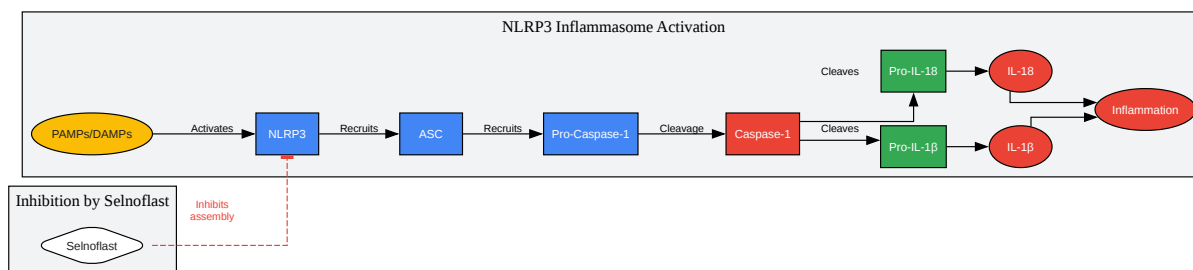 NLRP3 Inflammasome Activation
PAMPs/DAMPs
Activates
NLRP3
Recruits
ASC
Recruits
Pro-Caspase-1
Cleavage
Caspase-1
Cleaves
Pro-IL-18
IL-18
Cleaves
Pro-IL-1β
IL-1β
Inflammation
Inhibition by Selnoflast
Selnoflast
Inhibits
assembly